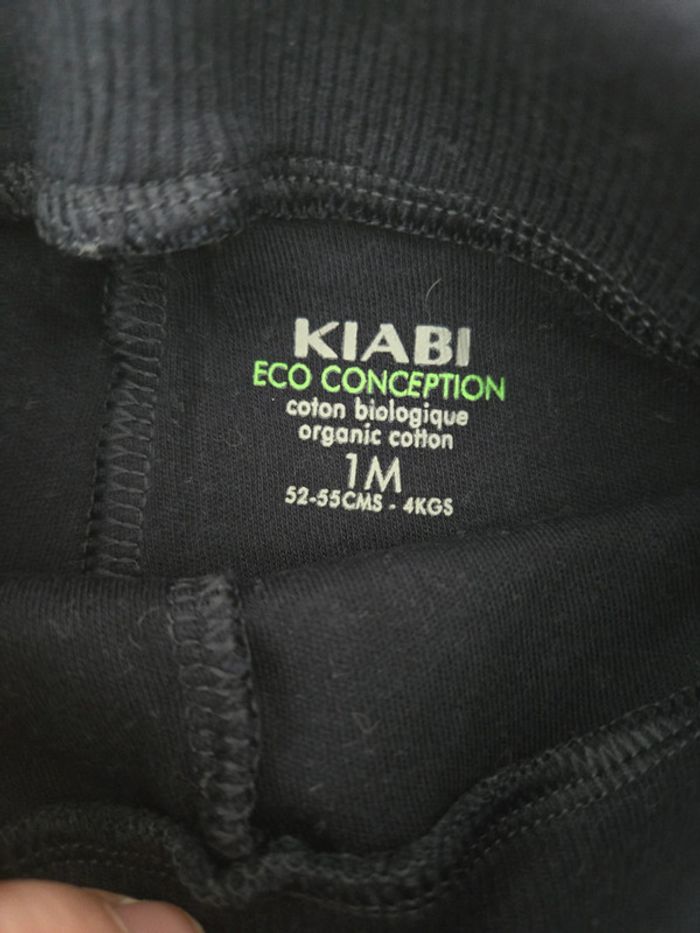 KIABI
ECO CONCEPTION
coton biologique
organic cotton
1M
52-55CMS - 4KGS